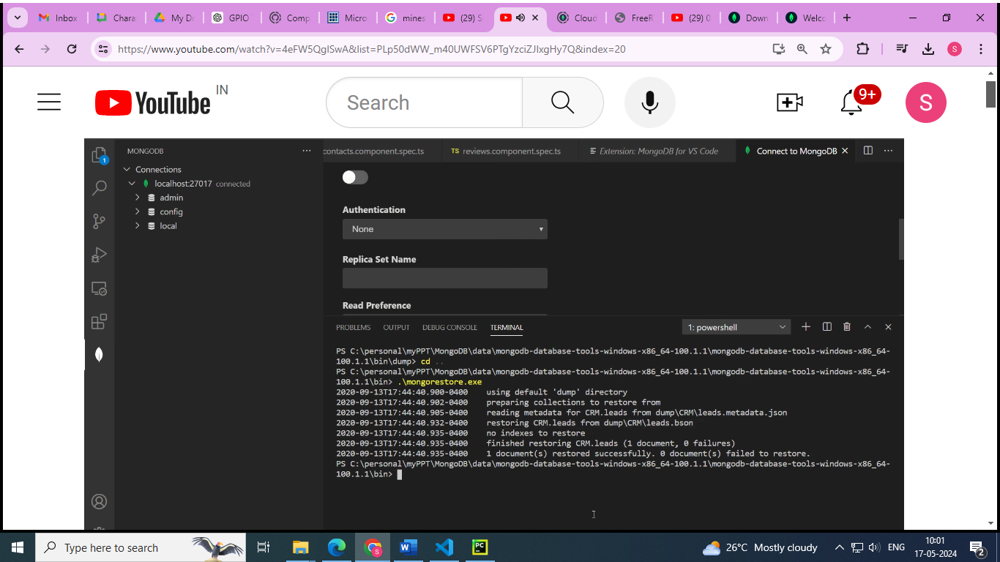 Inbox
Chara
My Dr
GPIO
Comp
Micro
mines
(29) S
Cloud
FreeR
(29) 0
Down
Welcc
https://www.youtube.com/watch?v=4eFW5QgISwA&list=PLp50dWW_m40UWFSV6PTgYzciZJIxgHy7Q&index=20
S
YouTube IN
Search
9+
S
1
MONGODB
contacts.component.spec.ts
TS reviews.component.spec.ts
Extension: MongoDB for VS Code
Connect to MongoDB
Connections
localhost:27017 connected
admin
config
local
Authentication
None
Replica Set Name
Read Preference
PROBLEMS OUTPUT DEBUG CONSOLE TERMINAL
1: powershell
PS C:\personal\myPPT\MongoDB\data\mongodb-database-tools-windows-x86_64-100.1.1\mongodb-database-tools-windows-x86_64-
100.1.1\bin\dump> cd ..
PS C:\personal\myPPT\MongoDB\data\mongodb-database-tools-windows-x86_64-100.1.1\mongodb-database-tools-windows-x86_64-
100.1.1\bin> .\mongorestore.exe
2020-09-13T17:44:40.900-0400 using default 'dump' directory
2020-09-13T17:44:40.902-0400 preparing collections to restore from
2020-09-13T17:44:40.905-0400 reading metadata for CRM.leads from dump\CRM\leads.metadata.json
2020-09-13T17:44:40.932-0400 restoring CRM.leads from dump\CRM\leads.bson
2020-09-13T17:44:40.935-0400 no indexes to restore
2020-09-13T17:44:40.935-0400 finished restoring CRM.leads (1 document, 0 failures)
2020-09-13T17:44:40.935-0400 1 document(s) restored successfully. 0 document(s) failed to restore.
PS C:\personal\myPPT\MongoDB\data\mongodb-database-tools-windows-x86_64-100.1.1\mongodb-database-tools-windows-x86_64-
100.1.1\bin>
Type here to search
S
W
PC
26°C Mostly cloudy
ENG
10:01
17-05-2024
2